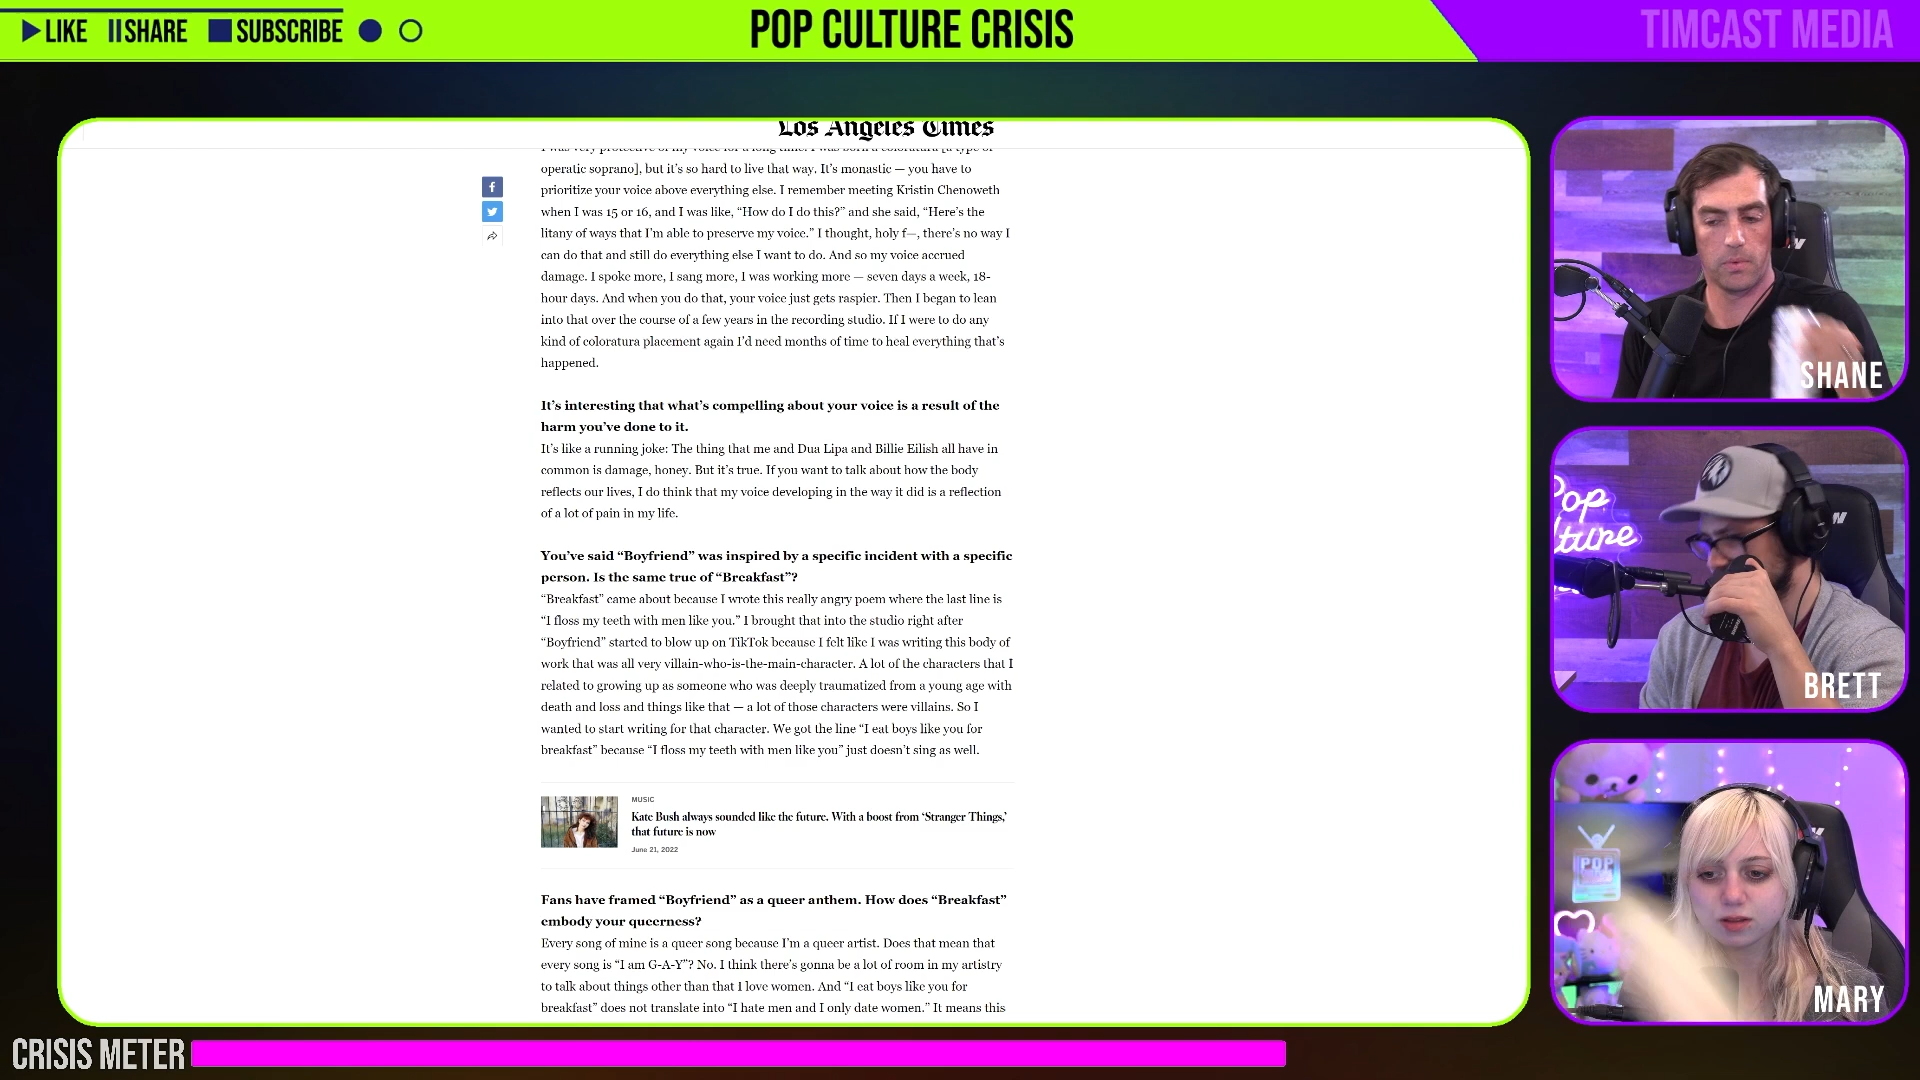 LIKE SHARE SUBSCRIBE
POP CULTURE CRISIS
TIMCAST MEDIA
Los Angeles Times
I was very protective of my voice for a long time. I was born a coloratura [a type of
operatic soprano], but it’s so hard to live that way. It’s monastic — you have to
prioritize your voice above everything else. I remember meeting Kristin Chenoweth
when I was 15 or 16, and I was like, “How do I do this?” and she said, “Here’s the
litany of ways that I’m able to preserve my voice.” I thought, holy f—, there’s no way I
can do that and still do everything else I want to do. And so my voice accrued
damage. I spoke more, I sang more, I was working more — seven days a week, 18-
hour days. And when you do that, your voice just gets raspier. Then I began to lean
into that over the course of a few years in the recording studio. If I were to do any
kind of coloratura placement again I’d need months of time to heal everything that’s
happened.
It’s interesting that what’s compelling about your voice is a result of the
harm you’ve done to it.
It’s like a running joke: The thing that me and Dua Lipa and Billie Eilish all have in
common is damage, honey. But it’s true. If you want to talk about how the body
reflects our lives, I do think that my voice developing in the way it did is a reflection
of a lot of pain in my life.
You’ve said “Boyfriend” was inspired by a specific incident with a specific
person. Is the same true of “Breakfast”?
“Breakfast” came about because I wrote this really angry poem where the last line is
“I floss my teeth with men like you.” I brought that into the studio right after
“Boyfriend” started to blow up on TikTok because I felt like I was writing this body of
work that was all very villain-who-is-the-main-character. A lot of the characters that I
related to growing up as someone who was deeply traumatized from a young age with
death and loss and things like that — a lot of those characters were villains. So I
wanted to start writing for that character. We got the line “I eat boys like you for
breakfast” because “I floss my teeth with men like you” just doesn’t sing as well.
MUSIC
Kate Bush always sounded like the future. With a boost from ‘Stranger Things,’
that future is now
June 21, 2022
Fans have framed “Boyfriend” as a queer anthem. How does “Breakfast”
embody your queerness?
Every song of mine is a queer song because I’m a queer artist. Does that mean that
every song is “I am G-A-Y”? No. I think there’s gonna be a lot of room in my artistry
to talk about things other than that I love women. And “I eat boys like you for
breakfast” does not translate into “I hate men and I only date women.” It means this
SHANE
Pop
lture
BRETT
POP
MARY
CRISIS METER